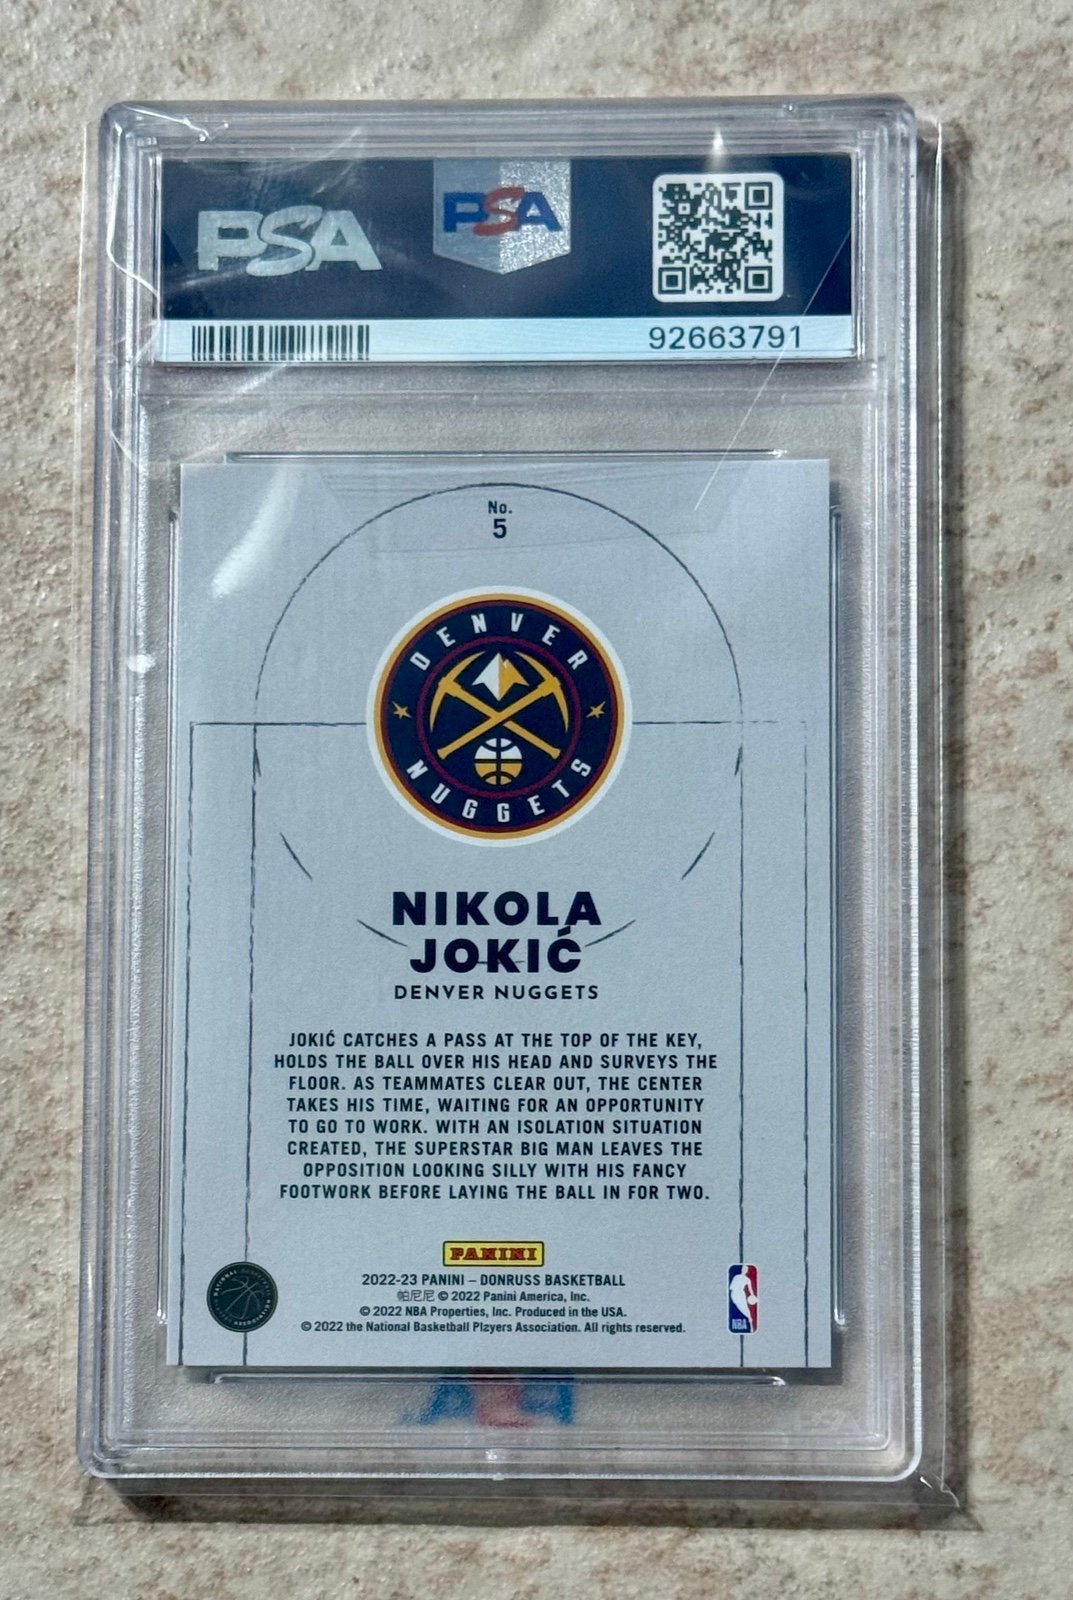 PSA
PSA
92663791
No.
5
DENVER
NUGGETS
NIKOLA
JOKIĆ
DENVER NUGGETS
JOKIĆ CATCHES A PASS AT THE TOP OF THE KEY,
HOLDS THE BALL OVER HIS HEAD AND SURVEYS THE
FLOOR. AS TEAMMATES CLEAR OUT, THE CENTER
TAKES HIS TIME, WAITING FOR AN OPPORTUNITY
TO GO TO WORK. WITH AN ISOLATION SITUATION
CREATED, THE SUPERSTAR BIG MAN LEAVES THE
OPPOSITION LOOKING SILLY WITH HIS FANCY
FOOTWORK BEFORE LAYING THE BALL IN FOR TWO.
PANINI
2022-23 PANINI – DONRUSS BASKETBALL
帕尼尼 © 2022 Panini America, Inc.
© 2022 NBA Properties, Inc. Produced in the USA.
© 2022 the National Basketball Players Association. All rights reserved.
NBA